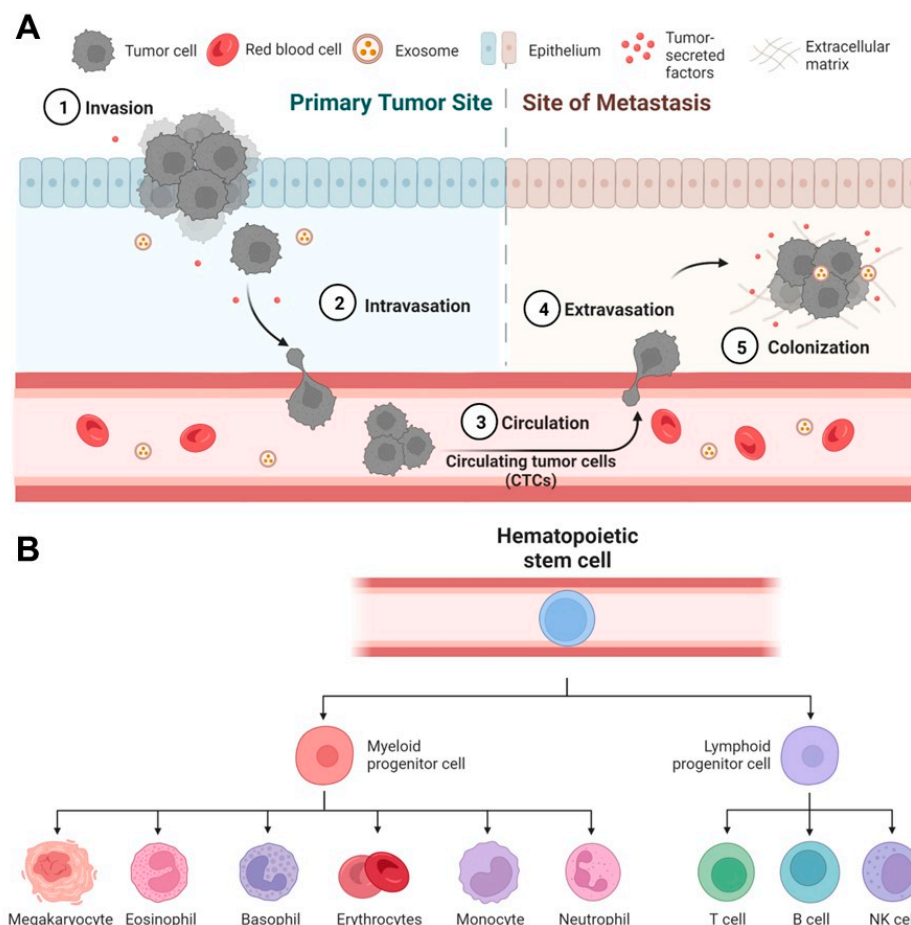 A
Tumor cell
Red blood cell
Exosome
Epithelium
Tumor-
secreted
factors
Extracellular
matrix
1 Invasion
Primary Tumor Site
Site of Metastasis
2 Intravasation
4 Extravasation
5 Colonization
3 Circulation
Circulating tumor cells
(CTCs)
B
Hematopoietic
stem cell
Myeloid
progenitor cell
Lymphoid
progenitor cell
Megakaryocyte
Eosinophil
Basophil
Erythrocytes
Monocyte
Neutrophil
T cell
B cell
NK cel